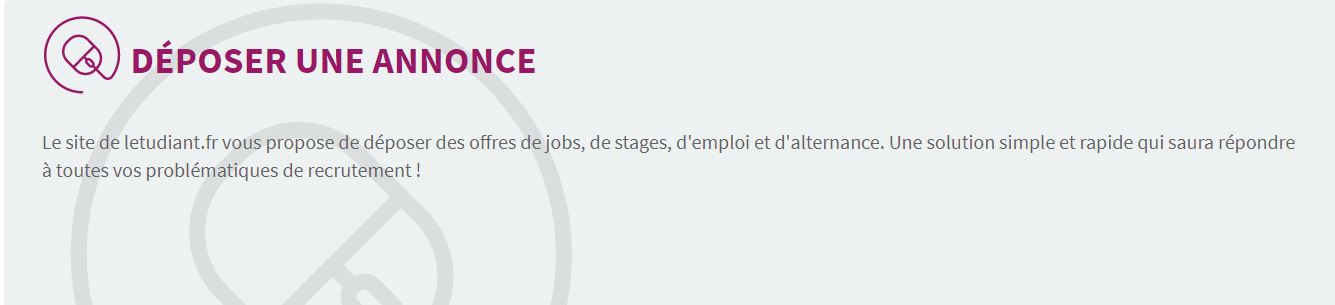 DÉPOSER UNE ANNONCE
Le site de letudiant.fr vous propose de déposer des offres de jobs, de stages, d'emploi et d'alternance. Une solution simple et rapide qui saura répondre
à toutes vos problématiques de recrutement !